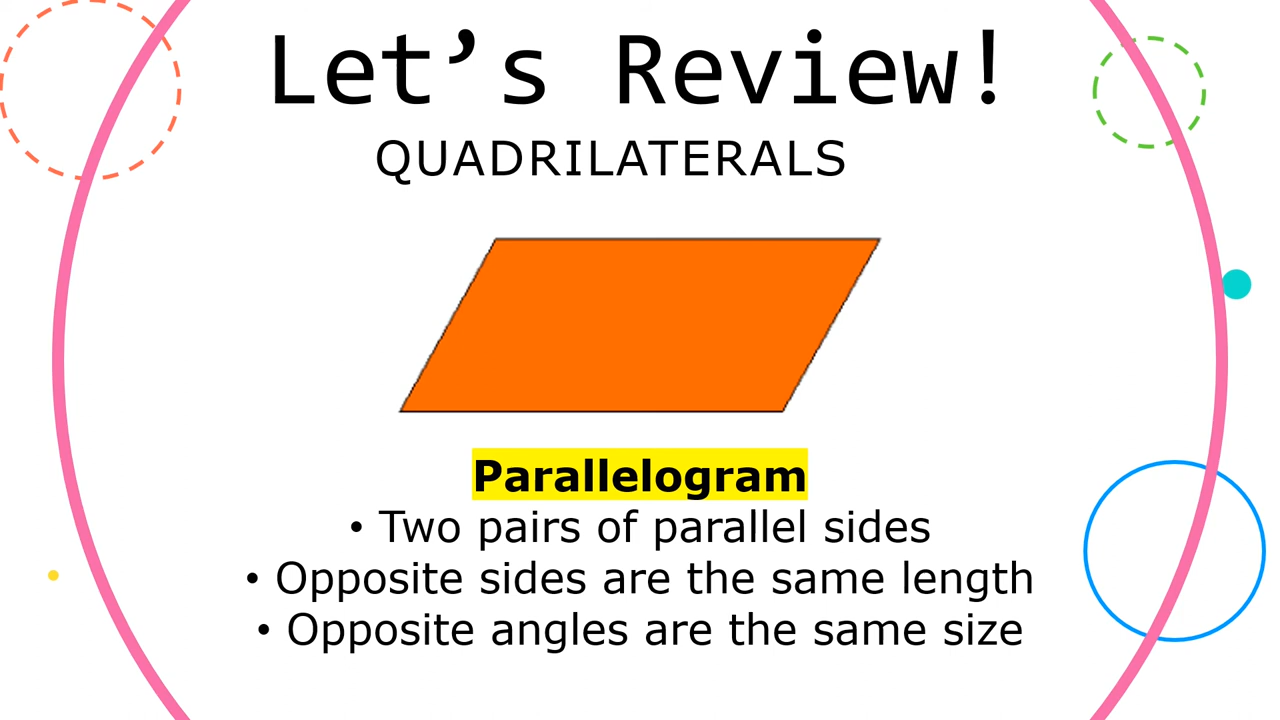 Let’s Review!
QUADRILATERALS
Parallelogram
• Two pairs of parallel sides
• Opposite sides are the same length
• Opposite angles are the same size